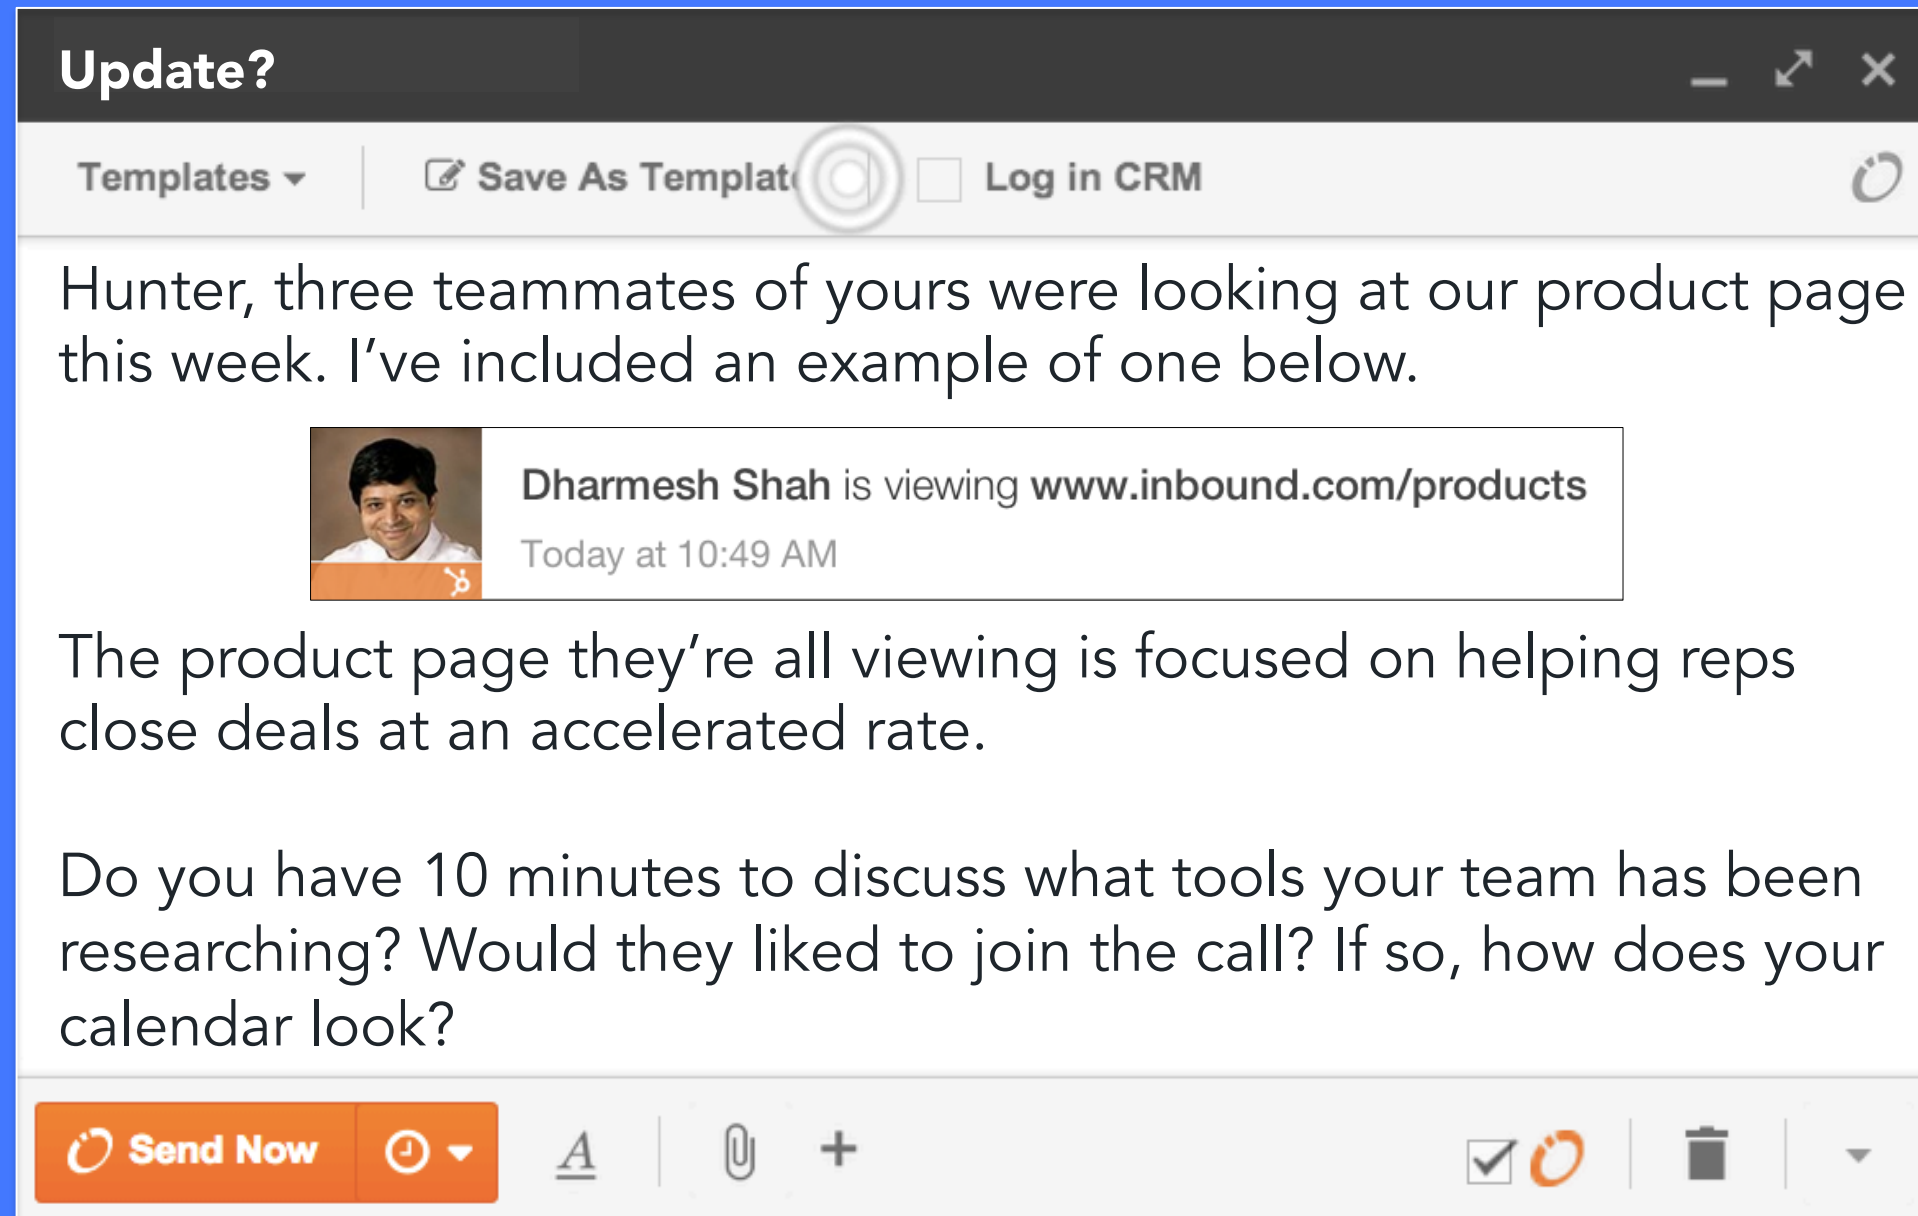 Update?
Templates
Save As Templat
Log in CRM
Hunter, three teammates of yours were looking at our product page
this week. I’ve included an example of one below.
Dharmesh Shah is viewing www.inbound.com/products
Today at 10:49 AM
The product page they’re all viewing is focused on helping reps
close deals at an accelerated rate.
Do you have 10 minutes to discuss what tools your team has been
researching? Would they liked to join the call? If so, how does your
calendar look?
Send Now
A